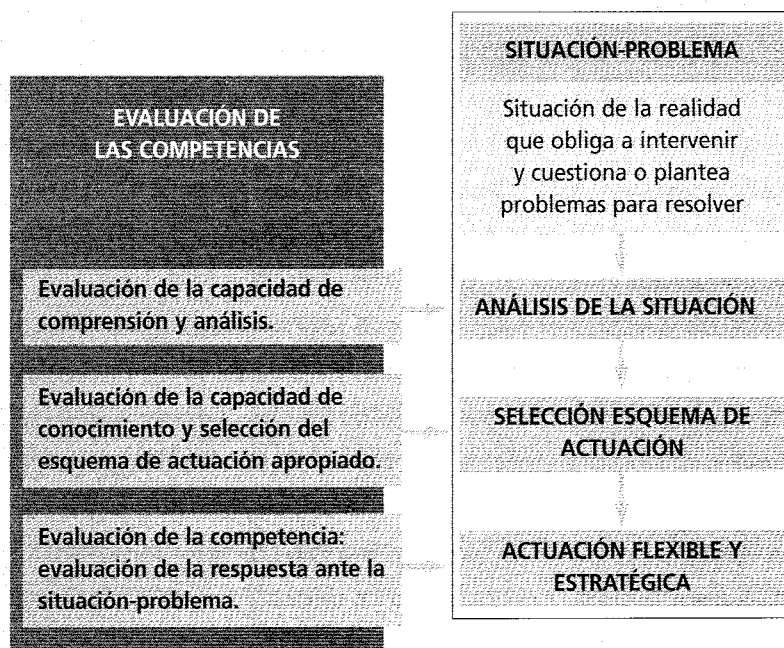 EVALUACIÓN DE
LAS COMPETENCIAS
Evaluación de la capacidad de
comprensión y análisis.
Evaluación de la capacidad de
conocimiento y selección del
esquema de actuación apropiado.
Evaluación de la competencia:
evaluación de la respuesta ante la
situación-problema.
SITUACIÓN-PROBLEMA
Situación de la realidad
que obliga a intervenir
y cuestiona o plantea
problemas para resolver
ANÁLISIS DE LA SITUACIÓN
SELECCIÓN ESQUEMA DE
ACTUACIÓN
ACTUACIÓN FLEXIBLE Y
ESTRATÉGICA